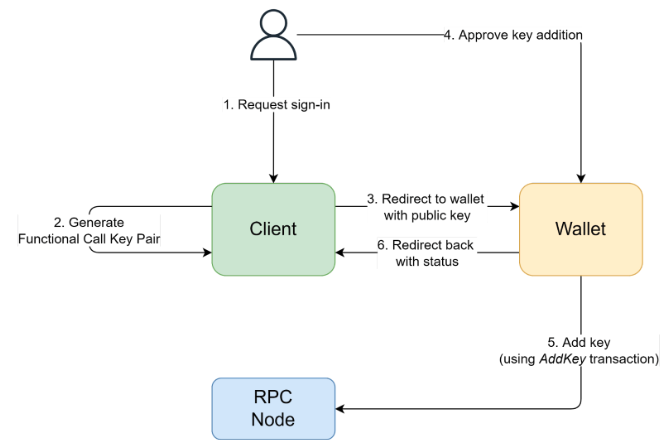 4. Approve key addition
1. Request sign-in
2. Generate
Functional Call Key Pair
Client
3. Redirect to wallet
with public key
6. Redirect back
with status
Wallet
5. Add key
(using AddKey transaction)
RPC
Node